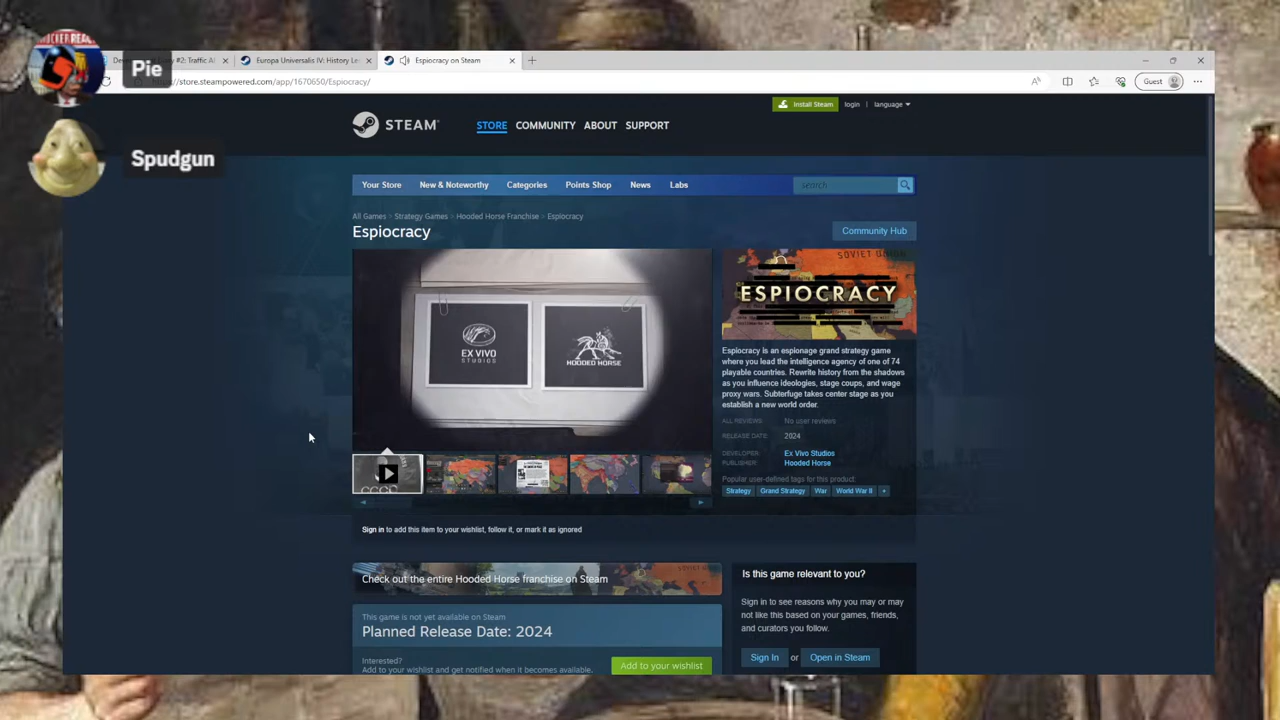 Pie
Spudgun
#2: Traffic AI
Europa Universalis IV: History Le
Espiocracy on Steam
store.steampowered.com/app/1670650/Espiocracy/
Guest
Install Steam
login
language
STEAM
STORE
COMMUNITY
ABOUT
SUPPORT
Your Store
New & Noteworthy
Categories
Points Shop
News
Labs
search
All Games > Strategy Games > Hooded Horse Franchise > Espiocracy
Espiocracy
Community Hub
EX VIVO
STUDIOS
HOODED HORSE
SOVIET UNION
ESPIOCRACY
Espiocracy is an espionage grand strategy game
where you lead the intelligence agency of one of 74
playable countries. Rewrite history from the shadows
as you influence ideologies, stage coups, and wage
proxy wars. Subterfuge takes center stage as you
establish a new world order.
ALL REVIEWS: No user reviews
RELEASE DATE: 2024
DEVELOPER: Ex Vivo Studios
PUBLISHER: Hooded Horse
Popular user-defined tags for this product:
Strategy Grand Strategy War World War II +
Sign in to add this item to your wishlist, follow it, or mark it as ignored
Check out the entire Hooded Horse franchise on Steam
This game is not yet available on Steam
Planned Release Date: 2024
Interested?
Add to your wishlist and get notified when it becomes available.
Add to your wishlist
Is this game relevant to you?
Sign in to see reasons why you may or may
not like this based on your games, friends,
and curators you follow.
Sign In or Open in Steam